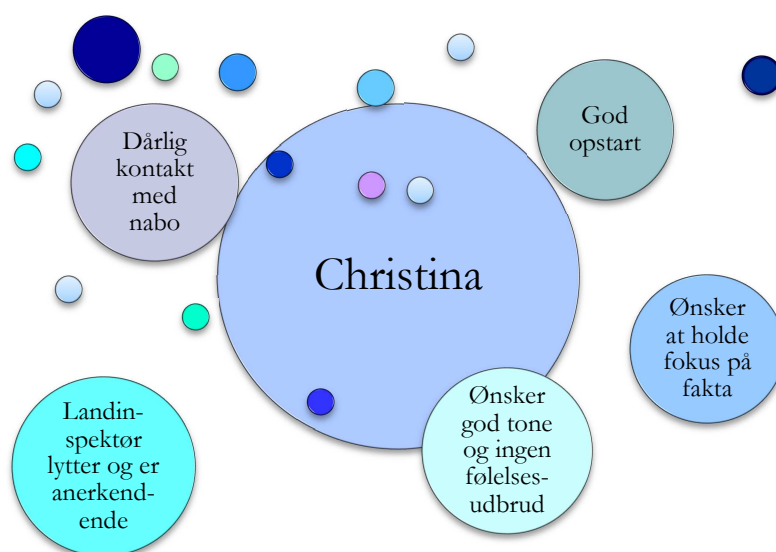 Dårlig
kontakt
med
nabo
God
opstart
Christina
Ønsker
at holde
fokus på
fakta
Landin-
spektør
lytter og er
anerkend-
ende
Ønsker
god tone
og ingen
følelses-
udbrud